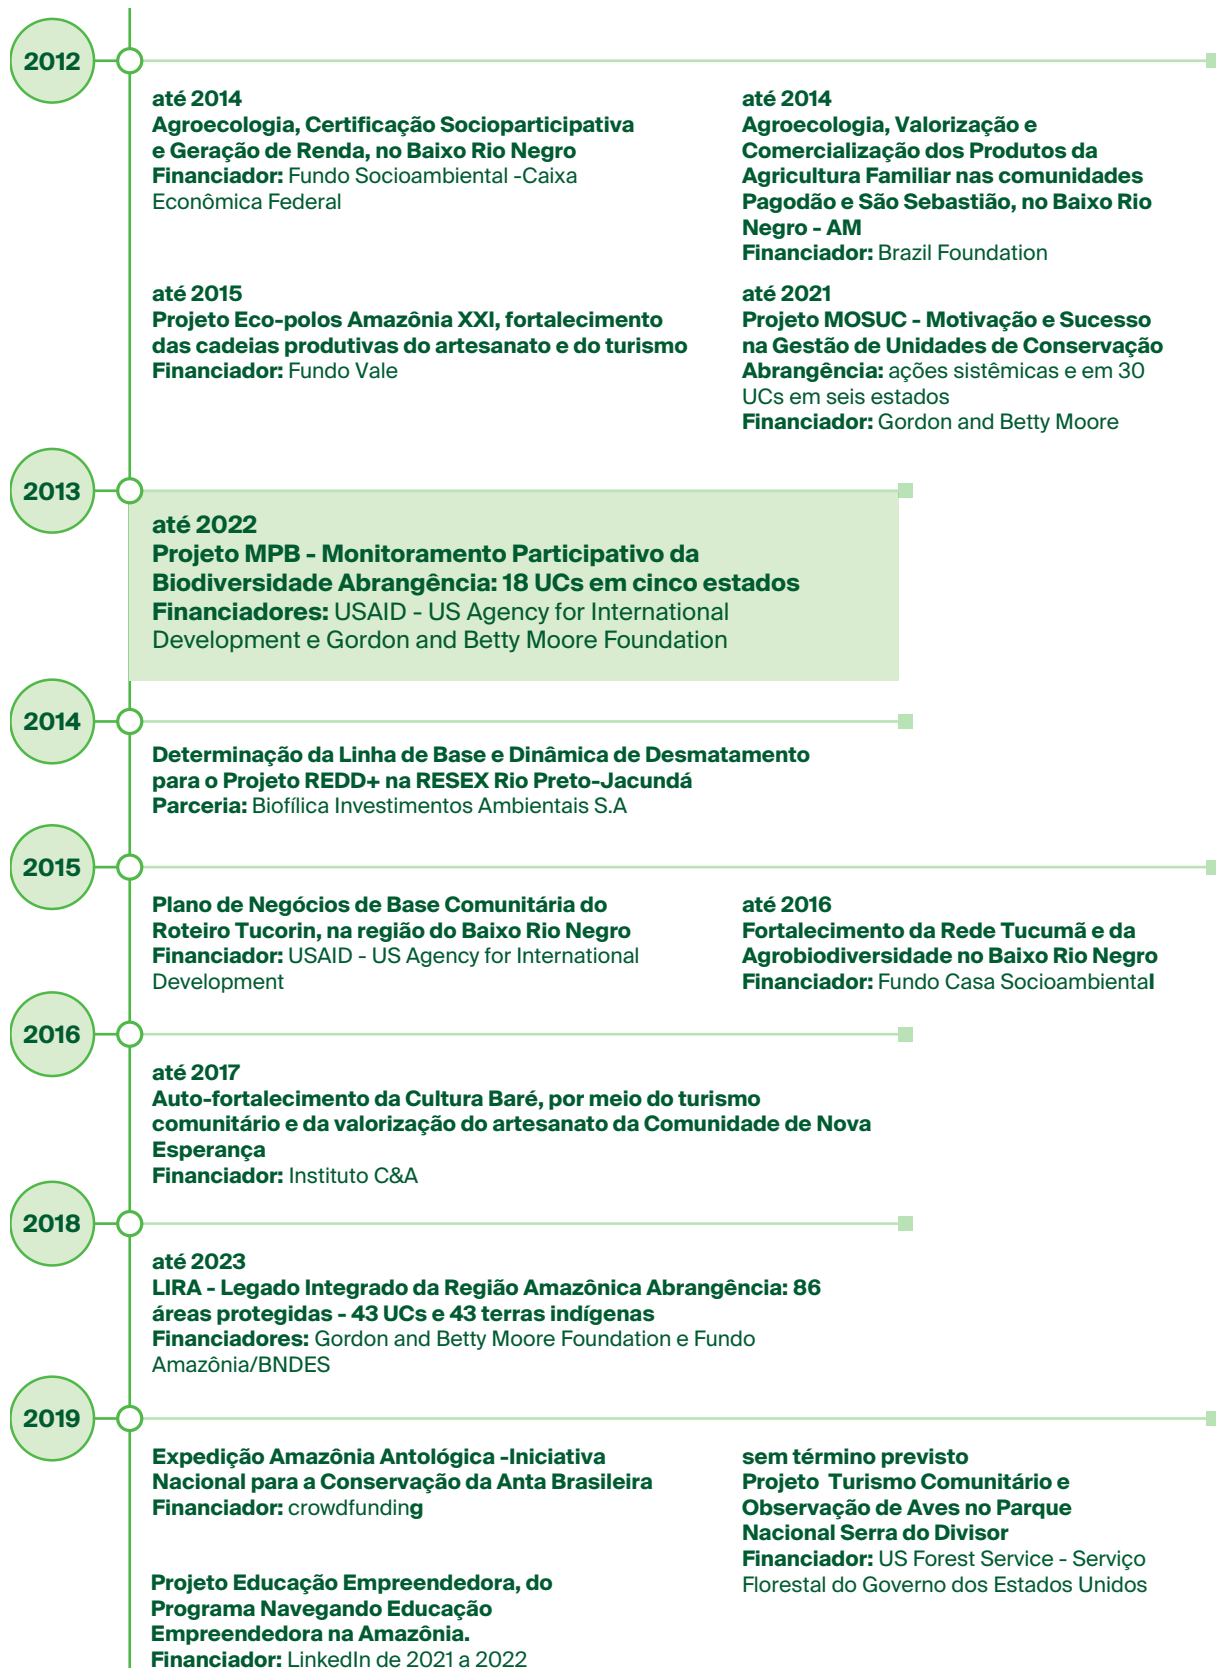 2012
até 2014
Agroecologia, Certificação Socioparticipativa
e Geração de Renda, no Baixo Rio Negro
Financiador: Fundo Socioambiental -Caixa
Econômica Federal
até 2014
Agroecologia, Valorização e
Comercialização dos Produtos da
Agricultura Familiar nas comunidades
Pagodão e São Sebastião, no Baixo Rio
Negro - AM
Financiador: Brazil Foundation
até 2015
Projeto Eco-polos Amazônia XXI, fortalecimento
das cadeias produtivas do artesanato e do turismo
Financiador: Fundo Vale
até 2021
Projeto MOSUC - Motivação e Sucesso
na Gestão de Unidades de Conservação
Abrangência: ações sistêmicas e em 30
UCs em seis estados
Financiador: Gordon and Betty Moore
2013
até 2022
Projeto MPB - Monitoramento Participativo da
Biodiversidade Abrangência: 18 UCs em cinco estados
Financiadores: USAID - US Agency for International
Development e Gordon and Betty Moore Foundation
2014
Determinação da Linha de Base e Dinâmica de Desmatamento
para o Projeto REDD+ na RESEX Rio Preto-Jacundá
Parceria: Biofílica Investimentos Ambientais S.A
2015
Plano de Negócios de Base Comunitária do
Roteiro Tucorin, na região do Baixo Rio Negro
Financiador: USAID - US Agency for International
Development
até 2016
Fortalecimento da Rede Tucumã e da
Agrobiodiversidade no Baixo Rio Negro
Financiador: Fundo Casa Socioambiental
2016
até 2017
Auto-fortalecimento da Cultura Baré, por meio do turismo
comunitário e da valorização do artesanato da Comunidade de Nova
Esperança
Financiador: Instituto C&A
2018
até 2023
LIRA - Legado Integrado da Região Amazônica Abrangência: 86
áreas protegidas - 43 UCs e 43 terras indígenas
Financiadores: Gordon and Betty Moore Foundation e Fundo
Amazônia/BNDES
2019
Expedição Amazônia Antológica -Iniciativa
Nacional para a Conservação da Anta Brasileira
Financiador: crowdfunding
sem término previsto
Projeto  Turismo Comunitário e
Observação de Aves no Parque
Nacional Serra do Divisor
Financiador: US Forest Service - Serviço
Florestal do Governo dos Estados Unidos
Projeto Educação Empreendedora, do
Programa Navegando Educação
Empreendedora na Amazônia.
Financiador: LinkedIn de 2021 a 2022